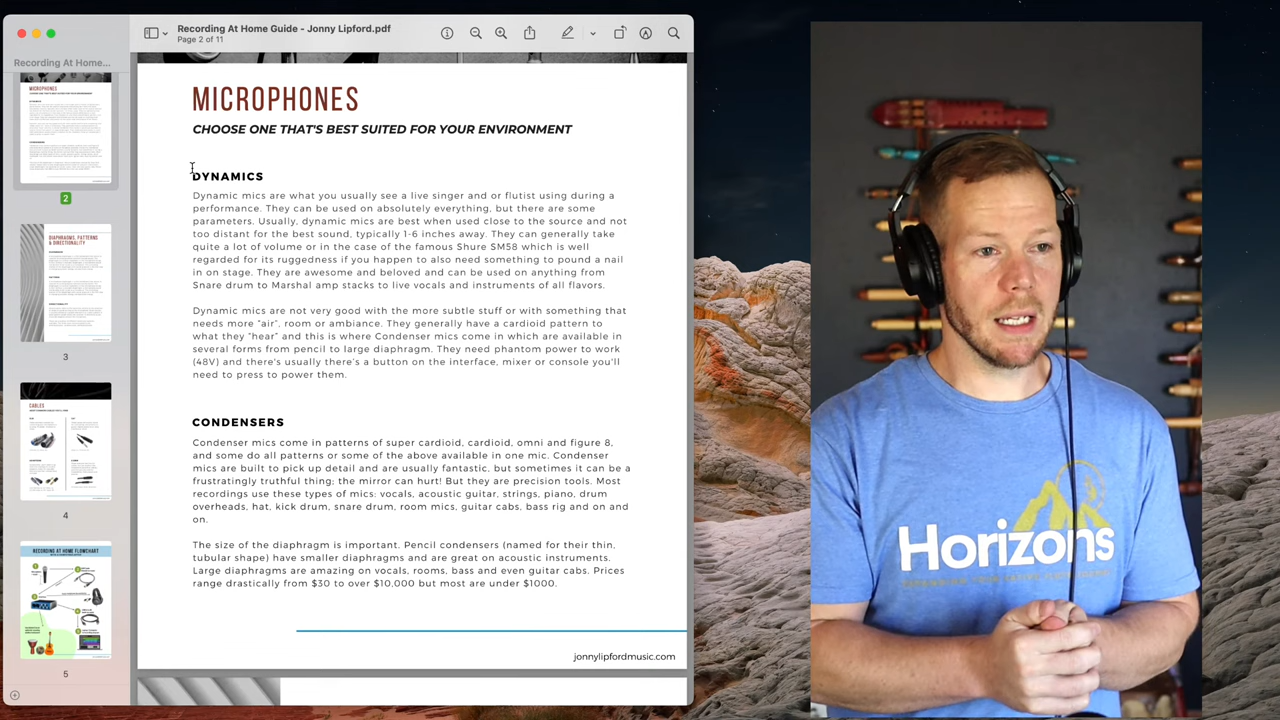 Recording At Home Guide - Jonny Lipford.pdf
Page 2 of 11
Recording At Home...
MICROPHONES
CHOOSE ONE THAT'S BEST SUITED FOR YOUR ENVIRONMENT
DYNAMICS
Dynamic mics are what you usually see a live singer and or flutist using during a
performance. They can be used on absolutely everything, but there are some
parameters. Usually, dynamic mics are best when used close to the source and not
too distant for the best sound, typically 1-6 inches away. They can generally take
quite a lot of volume or in the case of the famous Shure SM58 which is well
regarded for its ruggedness if you happen to also need something to pound a nail
in on stage. They are awesome and beloved and can be used on anything from
Snare drum to Marshal amp stacks to live vocals and instruments of all flavors.
Dynamic mics are not very good with the more subtle stuff or with something that
needs more "air", room or ambiance. They generally have a cardioid pattern to
what they "hear" and this is where Condenser mics come in which are available in
several forms from pencil to large diaphragm. They need phantom power to work
(48V) and there's usually there's a button on the interface, mixer or console you'll
need to press to power them.
CONDENSERS
Condenser mics come in patterns of super cardioid, cardioid, omni and figure 8,
and some do all patterns or some of the above available in one mic. Condenser
mics are built to pick up detail and are usually fantastic, but sometimes it can be a
frustratingly truthful thing; the mirror can hurt! But they are precision tools. Most
recordings use these types of mics: vocals, acoustic guitar, strings, piano, drum
overheads, hat, kick drum, snare drum, room mics, guitar cabs, bass rig and on and
on.
The size of the diaphragm is important. Pencil condensers (named for their thin,
tubular shape) have smaller diaphragms and are great on acoustic instruments.
Large diaphragms are amazing on vocals, rooms, bass and even guitar cabs. Prices
range drastically from $30 to over $10,000 but most are under $1000.
jonnylipfordmusic.com
MICROPHONES
2
DIAPHRAGMS, PATTERNS
& DIRECTIONALITY
3
CABLES
4
RECORDING AT HOME FLOWCHART
5
Horizons